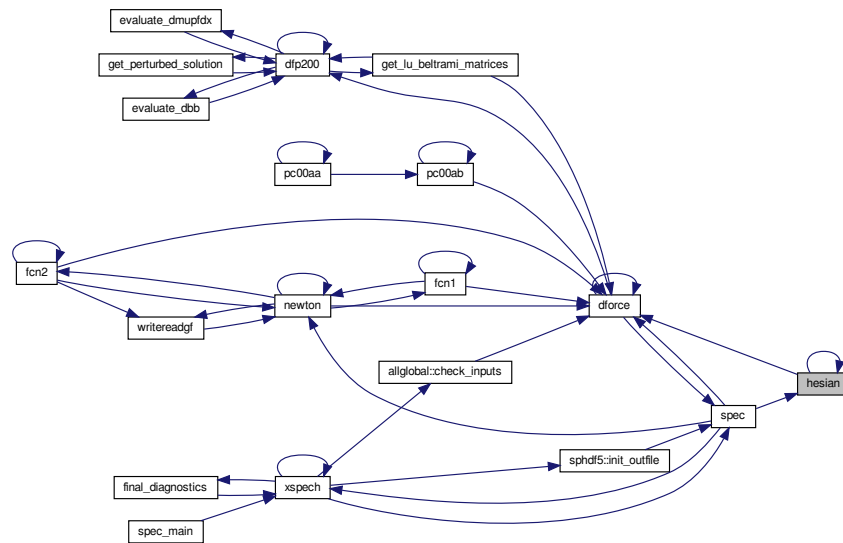 evaluate_dmupfdx
get_perturbed_solution
dfp200
get_lu_beltrami_matrices
evaluate_dbb
pc00aa
pc00ab
fcn2
fcn1
newton
dforce
writereadgf
allglobal::check_inputs
hesian
spec
sphdf5::init_outfile
final_diagnostics
xspech
spec_main